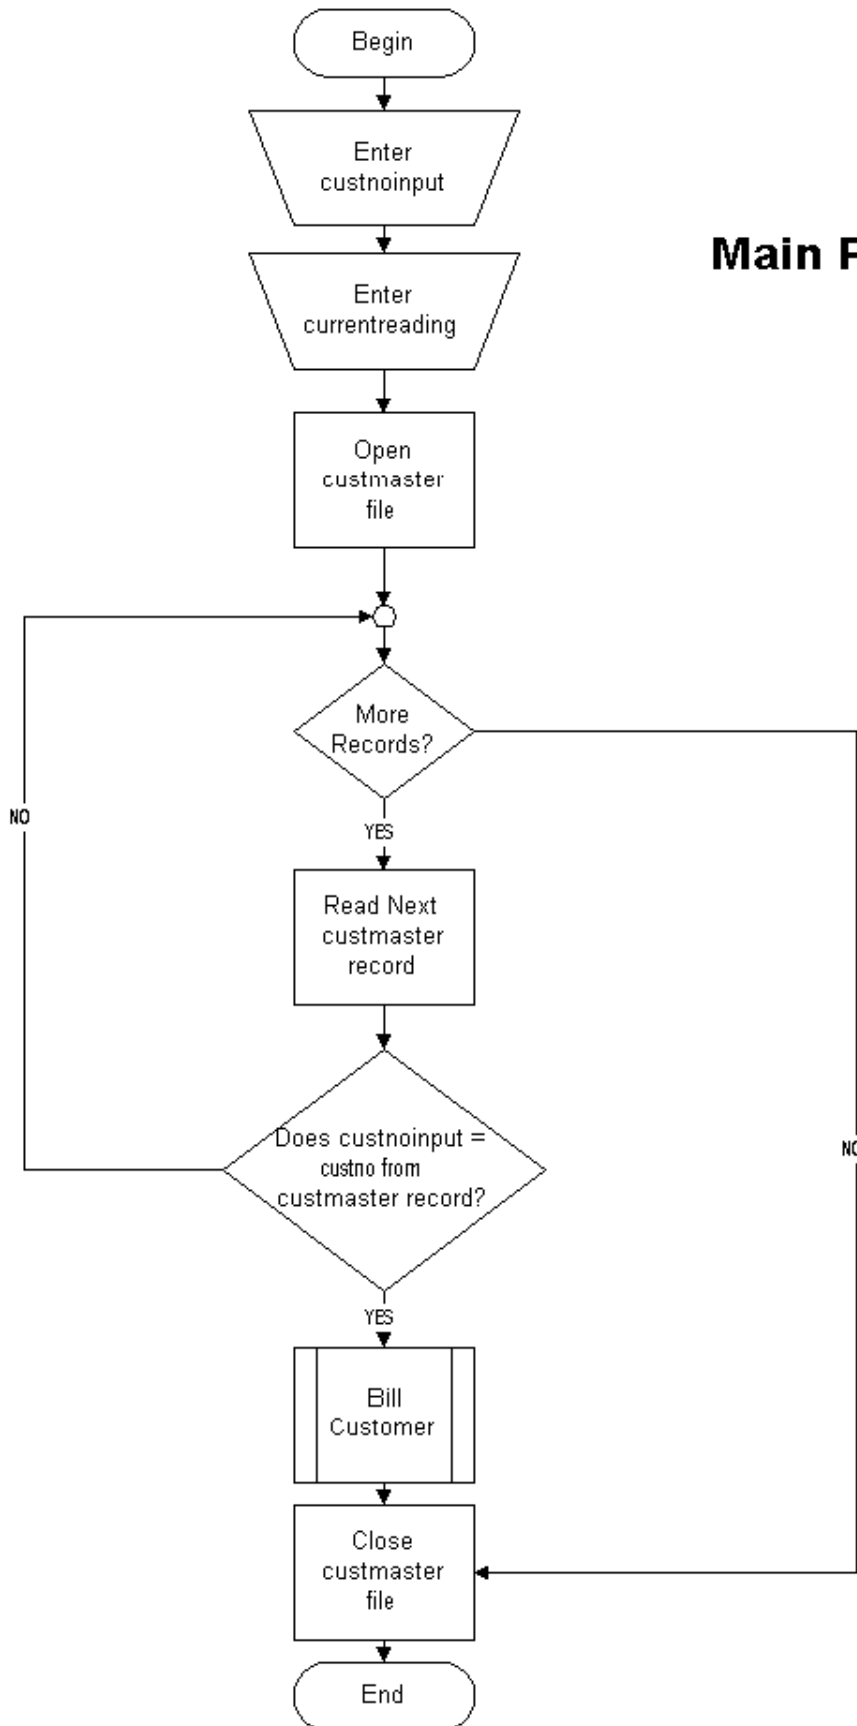 Begin
Enter
custnoinput
Main P
Enter
currentreading
Open
custmaster
file
More
Records?
NO
YES
Read Next
custmaster
record
Does custnoinput =
custno from
custmaster record?
NO
YES
Bill
Customer
Close
custmaster
file
End